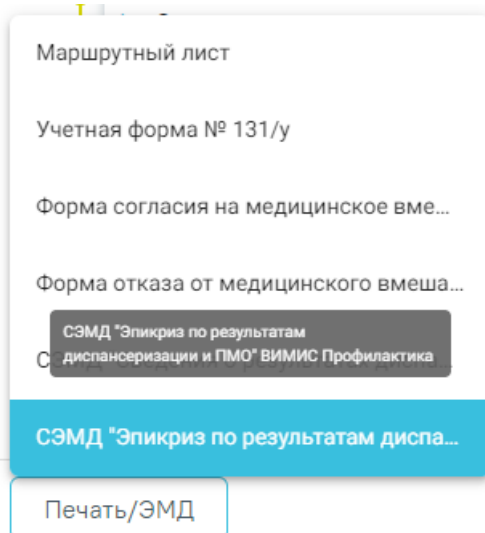 Маршрутный лист
Учетная форма № 131/у
Форма согласия на медицинское вме...
Форма отказа от медицинского вмеша...
СЭМД "Эпикриз по результатам
диспансеризации и ПМО" ВИМИС Профилактика
СЭМД "Эпикриз по результатам диспа...
Печать/ЭМД